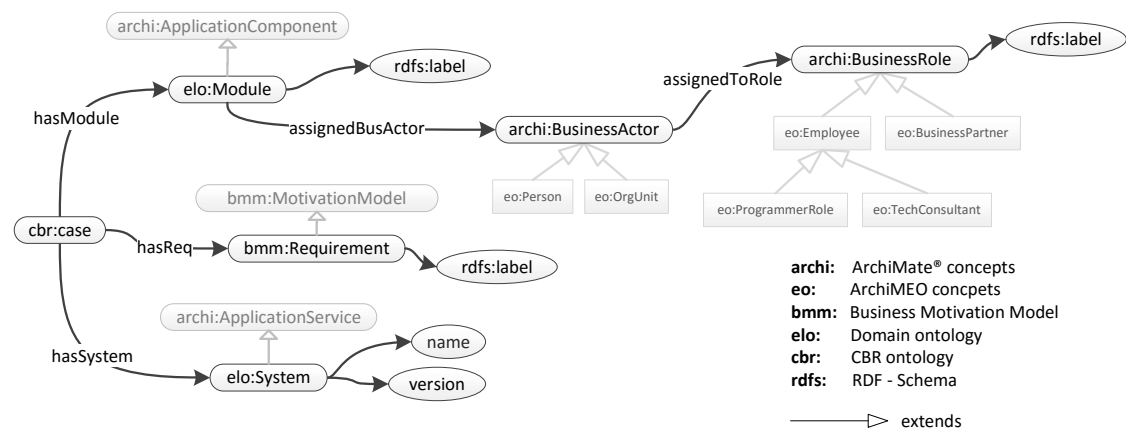 archi:ApplicationComponent
rdfs:label
archi:BusinessRole
rdfs:label
elo:Module
assignedToRole
hasModule
assignedBusActor
archi:BusinessActor
eo:Employee
eo:BusinessPartner
eo:Person
eo:OrgUnit
eo:ProgrammerRole
eo:TechConsultant
bmm:MotivationModel
cbr:case
hasReq
bmm:Requirement
rdfs:label
archi:ApplicationService
hasSystem
name
elo:System
version
archi: ArchiMate® concepts
eo: ArchiMEO concpets
bmm: Business Motivation Model
elo: Domain ontology
cbr: CBR ontology
rdfs: RDF - Schema
extends